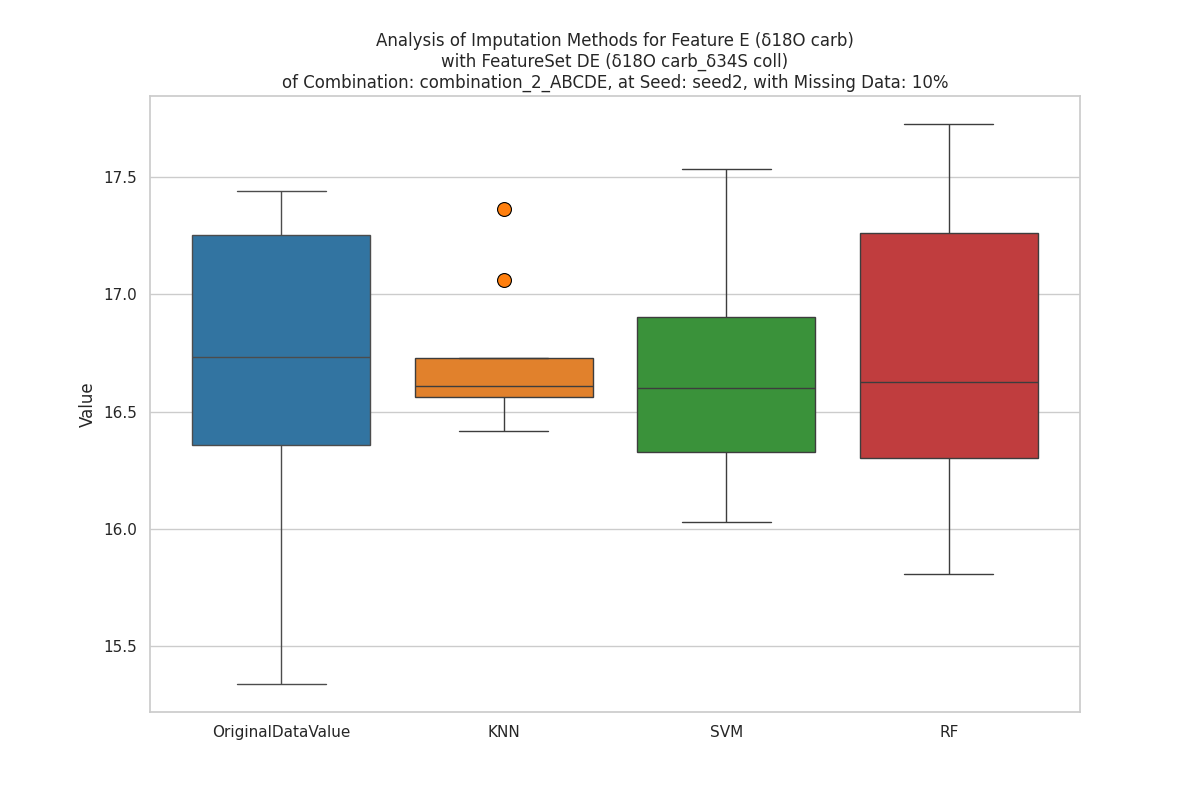 Analysis of Imputation Methods for Feature E (δ18O carb)
with FeatureSet DE (δ18O carb_δ34S coll)
of Combination: combination_2_ABCDE, at Seed: seed2, with Missing Data: 10%
Value
17.5
17.0
16.5
16.0
15.5
OriginalDataValue
KNN
SVM
RF